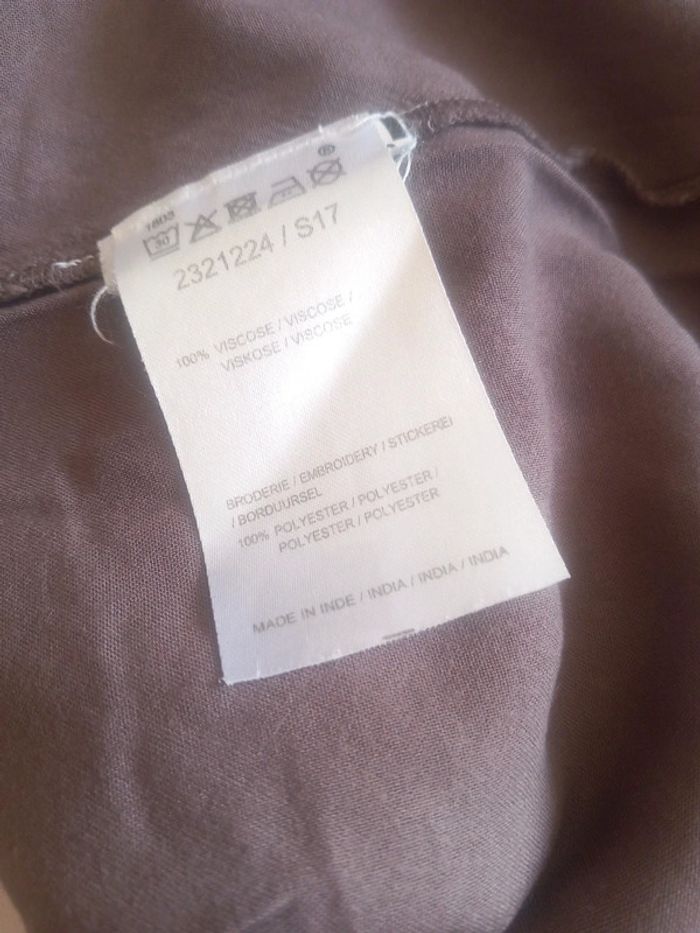 30
®
2321224 / S17
100% VISCOSE / VISCOSE /
VISKOSE / VISCOSE
BRODERIE / EMBROIDERY / STICKEREI
/ BORDUURSEL
100% POLYESTER / POLYESTER /
POLYESTER / POLYESTER
MADE IN INDE / INDIA / INDIA / INDIA